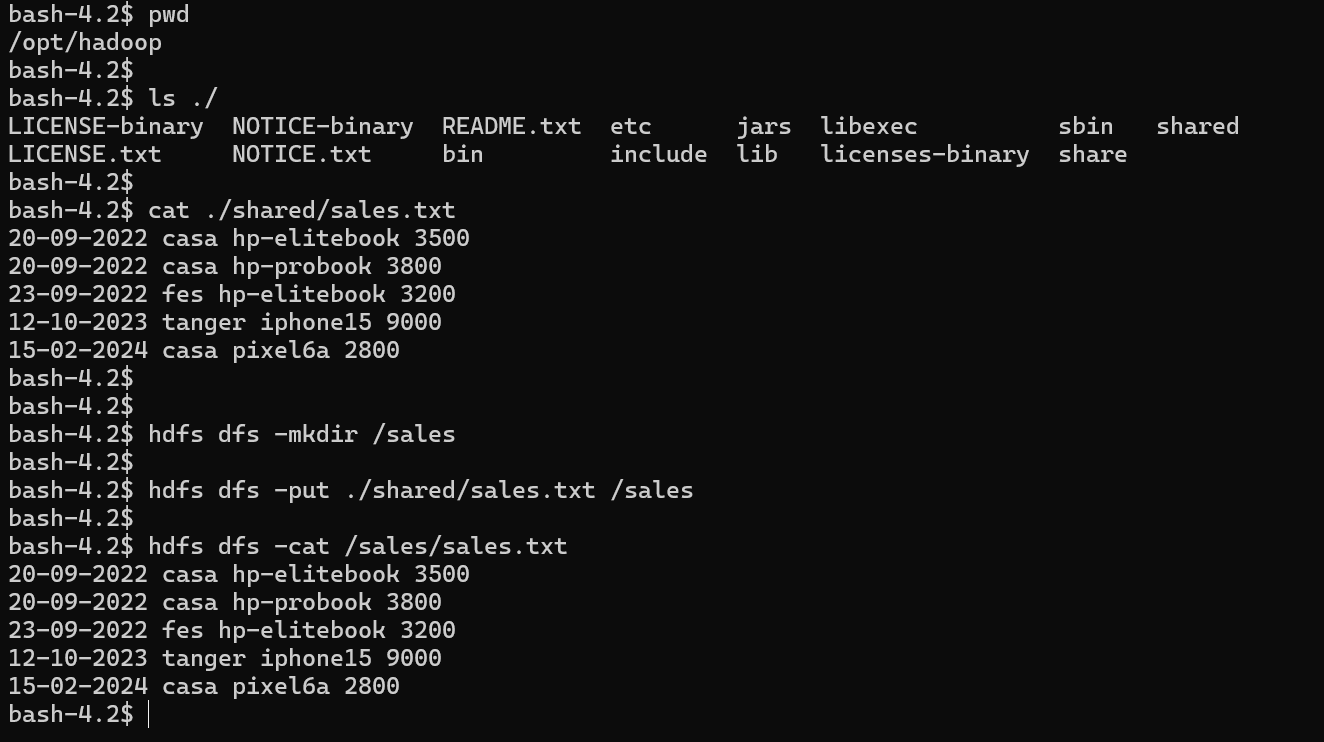 bash-4.2$ pwd
/opt/hadoop
bash-4.2$
bash-4.2$ ls ./
LICENSE-binary  NOTICE-binary  README.txt  etc      jars  libexec          sbin   shared
LICENSE.txt     NOTICE.txt     bin         include  lib   licenses-binary  share
bash-4.2$
bash-4.2$ cat ./shared/sales.txt
20-09-2022 casa hp-elitebook 3500
20-09-2022 casa hp-probook 3800
23-09-2022 fes hp-elitebook 3200
12-10-2023 tanger iphone15 9000
15-02-2024 casa pixel6a 2800
bash-4.2$
bash-4.2$
bash-4.2$ hdfs dfs -mkdir /sales
bash-4.2$
bash-4.2$ hdfs dfs -put ./shared/sales.txt /sales
bash-4.2$
bash-4.2$ hdfs dfs -cat /sales/sales.txt
20-09-2022 casa hp-elitebook 3500
20-09-2022 casa hp-probook 3800
23-09-2022 fes hp-elitebook 3200
12-10-2023 tanger iphone15 9000
15-02-2024 casa pixel6a 2800
bash-4.2$